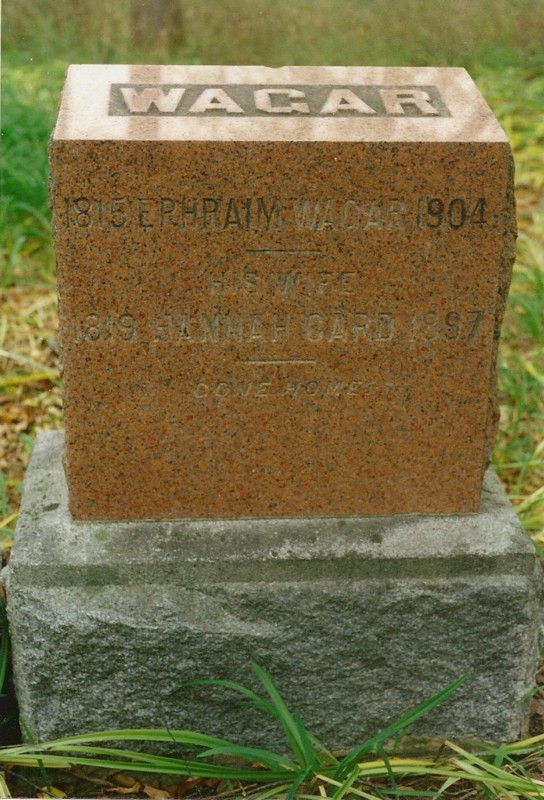 WAGAR
1815 EPHRAIM WAGAR 1904
HIS WIFE
1819 HANNAH CARD 1897
GONE HOME